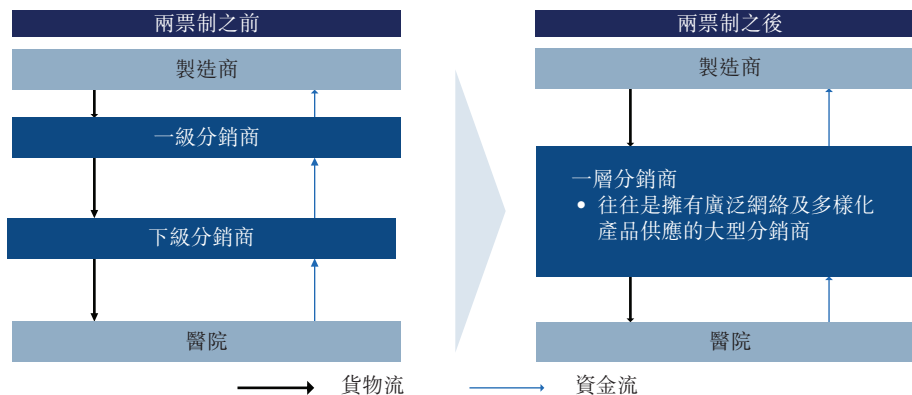 兩票制之前
製造商
一級分銷商
下級分銷商
醫院
兩票制之後
製造商
一層分銷商
• 往往是擁有廣泛網絡及多樣化
產品供應的大型分銷商
醫院
貨物流
資金流